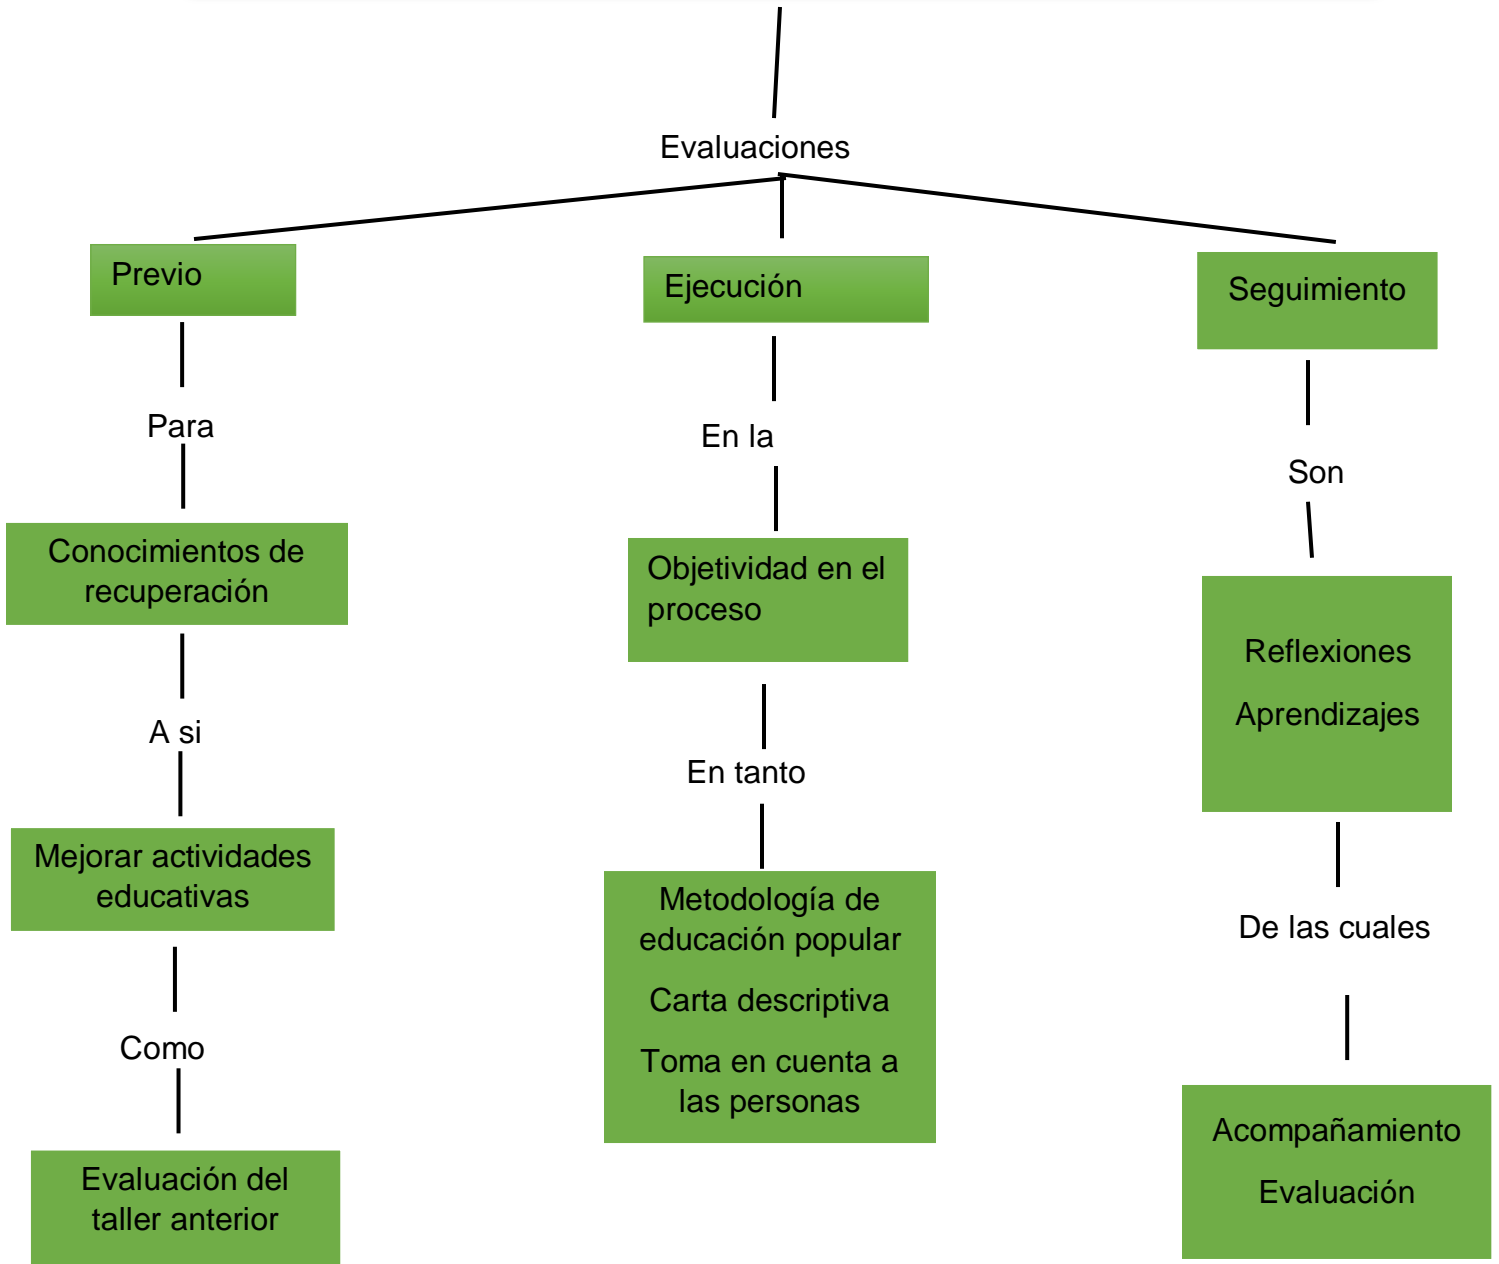 Evaluaciones
Previo
Ejecución
Seguimiento
Para
En la
Son
Conocimientos de
recuperación
Objetividad en el
proceso
Reflexiones
Aprendizajes
A si
En tanto
Mejorar actividades
educativas
Metodología de
educación popular
Carta descriptiva
Toma en cuenta a
las personas
De las cuales
Como
Evaluación del
taller anterior
Acompañamiento
Evaluación